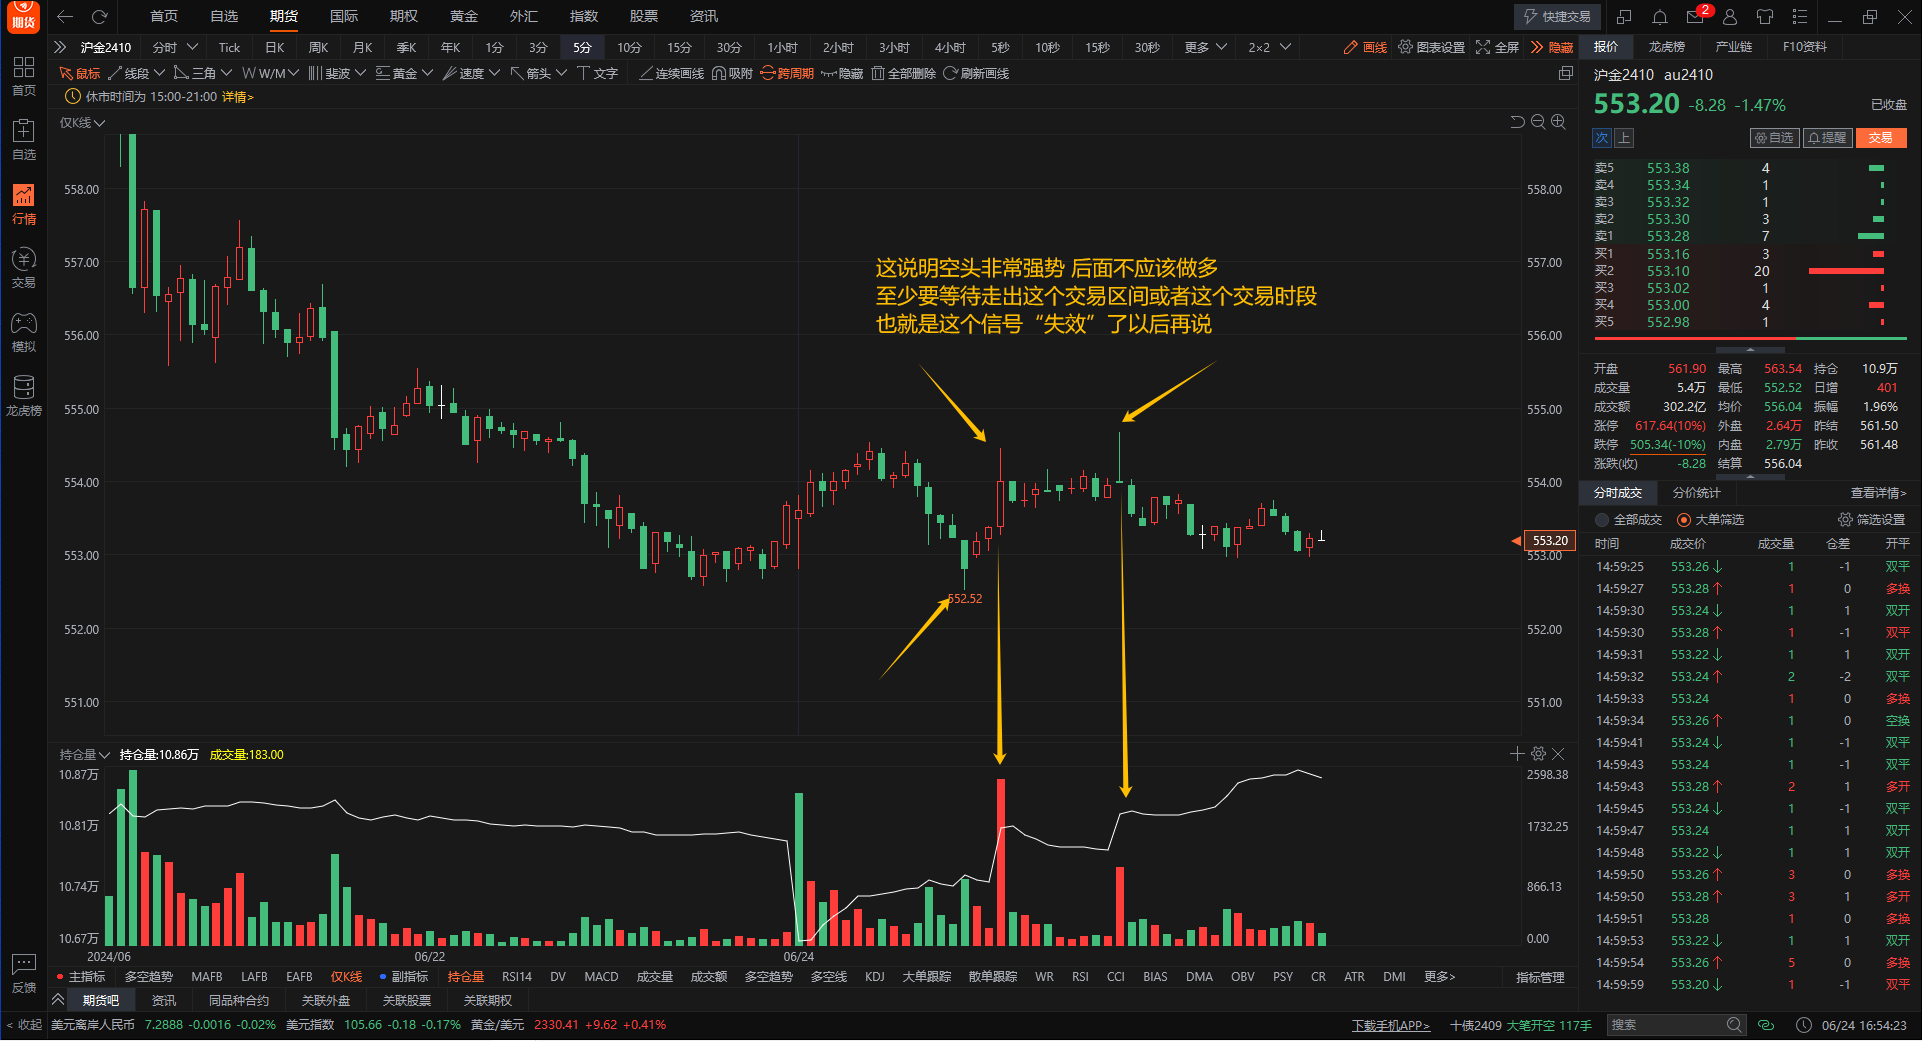 期货 首页 自选 期货 国际 期权 黄金 外汇 指数 股票 资讯 快捷交易 2
沪金2410 分时 Tick 日K 周K 月K 季K 年K 1分 3分 5分 10分 15分 30分 1小时 2小时 3小时 4小时 5秒 10秒 15秒 30秒 更多 2×2 画线 图表设置 全屏 隐藏
鼠标 线段 三角 W/M 斐波 黄金 速度 箭头 文字 连续画线 吸附 跨周期 隐藏 全部删除 刷新画线
休市时间为 15:00-21:00 详情>
仅K线
首页
自选
行情
交易
模拟
龙虎榜
反馈
< 收起
558.00 558.00
557.00 557.00
556.00 556.00
555.00 555.00
554.00 554.00
553.00 553.20 553.00
552.00 552.00
551.00 551.00
这说明空头非常强势 后面不应该做多
至少要等待走出这个交易区间或者这个交易时段
也就是这个信号“失效”了以后再说
552.52
持仓量 持仓量:10.86万 成交量:183.00
10.87万 2598.38
10.81万 1732.25
10.74万 866.13
10.67万 0.00
2024/06 06/22 06/24
主指标 多空趋势 MAFB LAFB EAFB 仅K线 副指标 持仓量 RSI14 DV MACD 成交量 成交额 多空趋势 多空线 KDJ 大单跟踪 散单跟踪 WR RSI CCI BIAS DMA OBV PSY CR ATR DMI 更多> 指标管理
期货吧 资讯 同品种合约 关联外盘 关联股票 关联期权
报价 龙虎榜 产业链 F10资料
沪金2410 au2410
553.20 -8.28 -1.47% 已收盘
次 上 自选 提醒 交易
卖5 553.38 4
卖4 553.34 1
卖3 553.32 1
卖2 553.30 3
卖1 553.28 7
买1 553.16 3
买2 553.10 20
买3 553.02 1
买4 553.00 4
买5 552.98 1
开盘 561.90 最高 563.54 持仓 10.9万
成交量 5.4万 最低 552.52 日增 401
成交额 302.2亿 均价 556.04 振幅 1.96%
涨停 617.64(10%) 外盘 2.64万 昨结 561.50
跌停 505.34(-10%) 内盘 2.79万 昨收 561.48
涨跌(收) -8.28 结算 556.04
分时成交 分价统计 查看详情>
全部成交 大单筛选 筛选设置
时间 成交价 成交量 仓差 开平
14:59:25 553.26↓ 1 -1 双平
14:59:27 553.28↑ 1 0 多换
14:59:30 553.24↓ 1 1 双开
14:59:30 553.28↑ 1 -1 双平
14:59:31 553.22↓ 1 1 双开
14:59:32 553.24↑ 2 -2 双平
14:59:33 553.24 1 0 多换
14:59:34 553.26↑ 1 0 空换
14:59:41 553.24↓ 1 -1 双平
14:59:43 553.24 1 -1 双平
14:59:43 553.28↑ 2 1 多开
14:59:45 553.24↓ 1 -1 双平
14:59:47 553.24 1 1 双开
14:59:48 553.22↓ 1 1 双开
14:59:50 553.26↑ 3 0 多换
14:59:50 553.28↑ 3 1 多开
14:59:51 553.28 1 0 多换
14:59:53 553.22↓ 1 1 双开
14:59:54 553.26↑ 5 0 多换
14:59:59 553.20↓ 1 -1 双平
美元离岸人民币 7.2888 -0.0016 -0.02% 美元指数 105.66 -0.18 -0.17% 黄金/美元 2330.41 +9.62 +0.41% 下载手机APP> 十债2409 大笔开空 117手 搜索 06/24 16:54:23